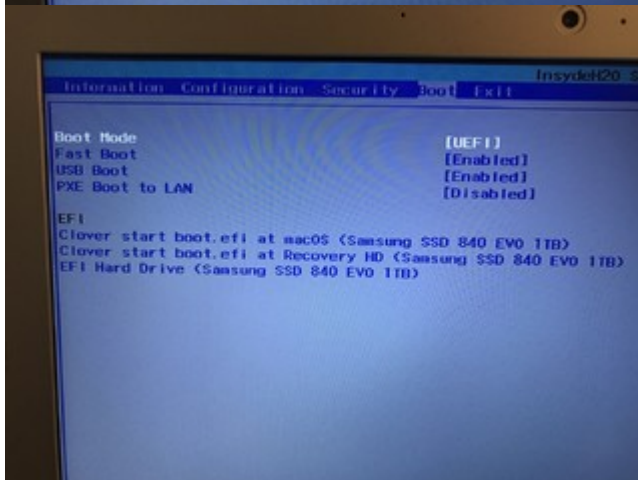 InsydeH20 S
Information Configuration Security Boot Exit
Boot Mode [UEFI]
Fast Boot [Enabled]
USB Boot [Enabled]
PXE Boot to LAN [Disabled]
EFI
Clover start boot.efi at macOS (Samsung SSD 840 EVO 1TB)
Clover start boot.efi at Recovery HD (Samsung SSD 840 EVO 1TB)
EFI Hard Drive (Samsung SSD 840 EVO 1TB)